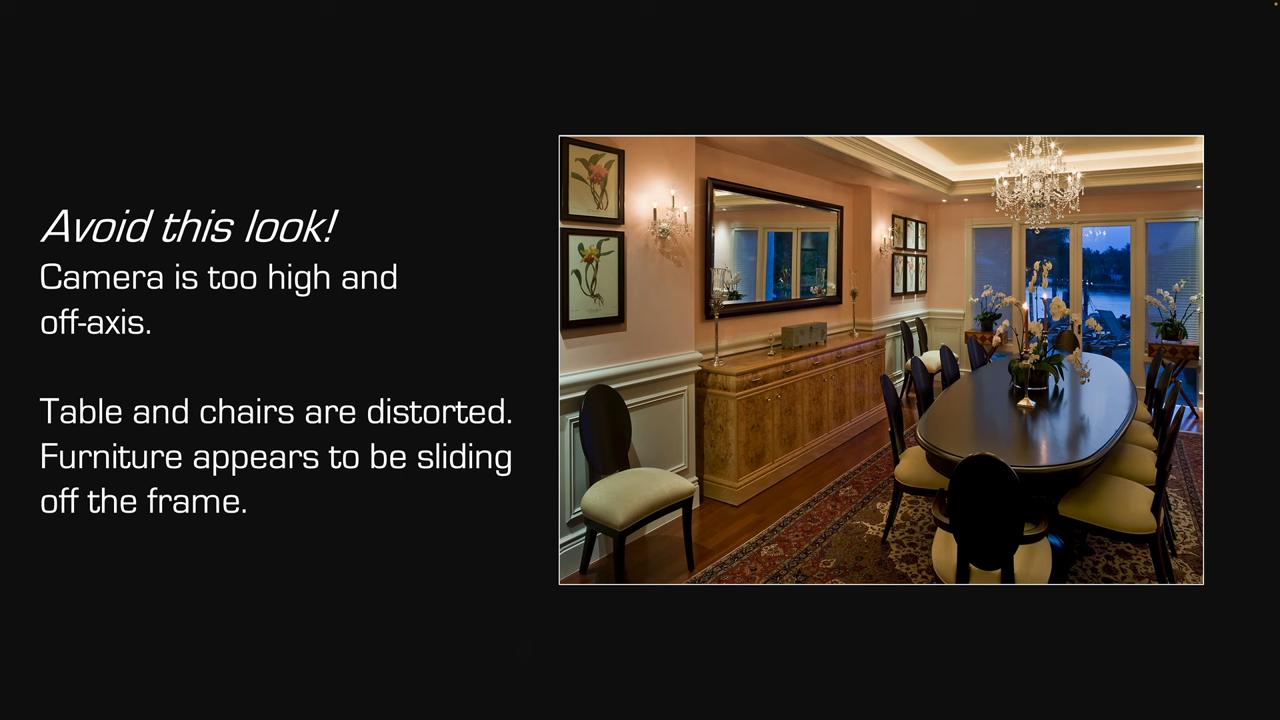 Avoid this look!
Camera is too high and
off-axis.
Table and chairs are distorted.
Furniture appears to be sliding
off the frame.